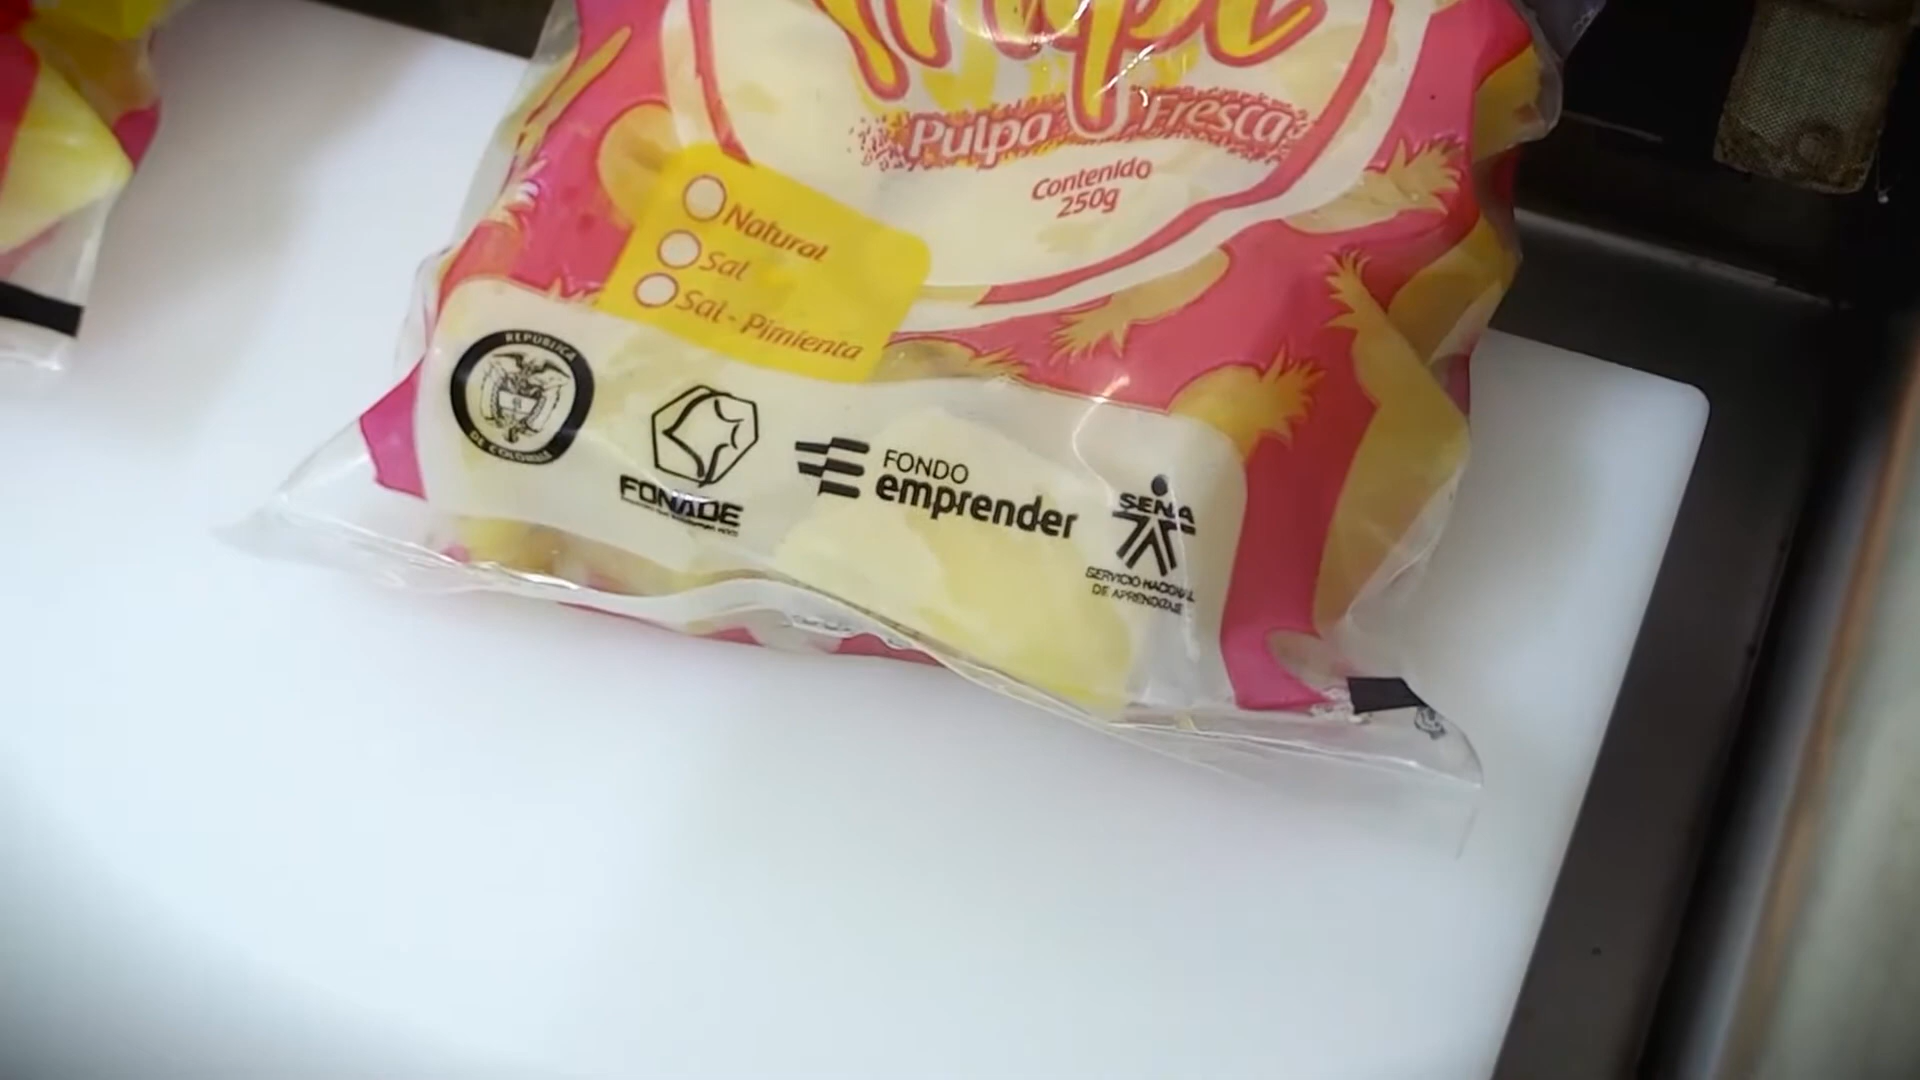 Pulpa Fresca
Contenido
250g
Natural
Sal
Sal - Pimienta
REPUBLICA
DE COLOMBIA
FONADE
FONDO
emprender
SENA
SERVICIO NACIONAL
DE APRENDIZAJE